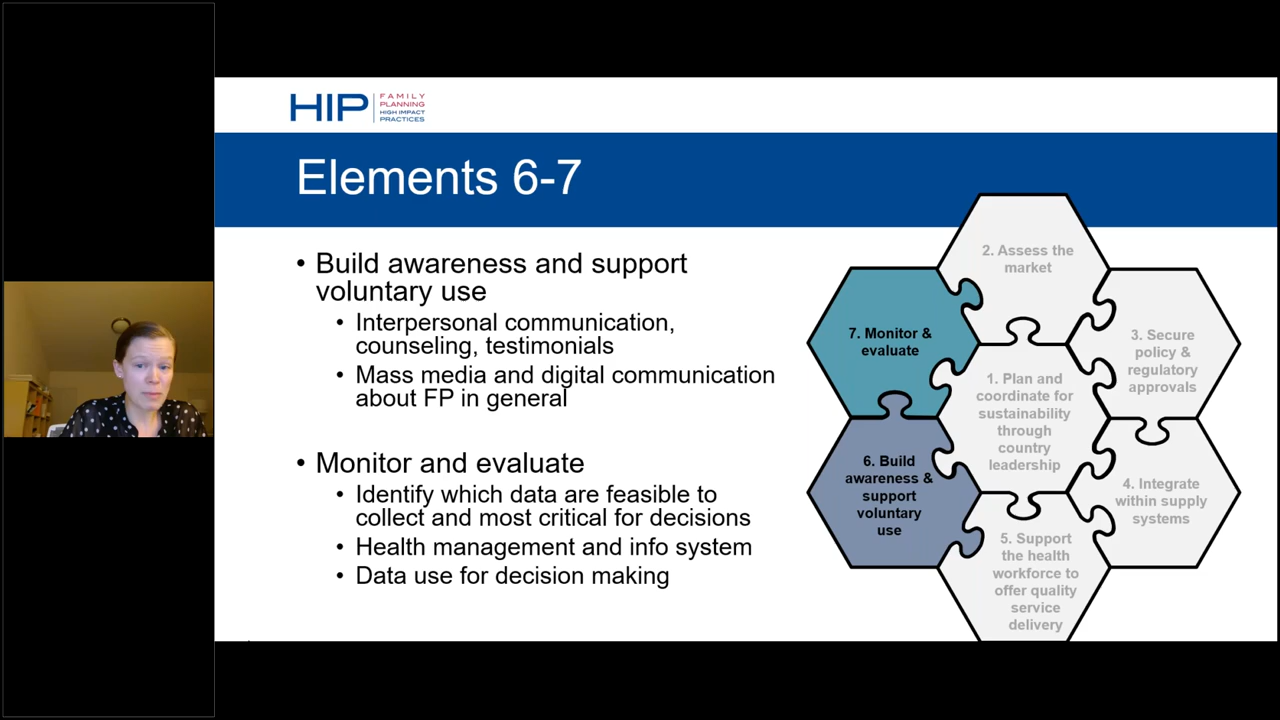 HIP
FAMILY
PLANNING
HIGH IMPACT
PRACTICES
Elements 6-7
• Build awareness and support
voluntary use
• Interpersonal communication,
counseling, testimonials
• Mass media and digital communication
about FP in general
• Monitor and evaluate
• Identify which data are feasible to
collect and most critical for decisions
• Health management and info system
• Data use for decision making
2. Assess the
market
7. Monitor &
evaluate
3. Secure
policy &
regulatory
approvals
1. Plan and
coordinate for
sustainability
through
country
leadership
6. Build
awareness &
support
voluntary
use
4. Integrate
within supply
systems
5. Support
the health
workforce to
offer quality
service
delivery